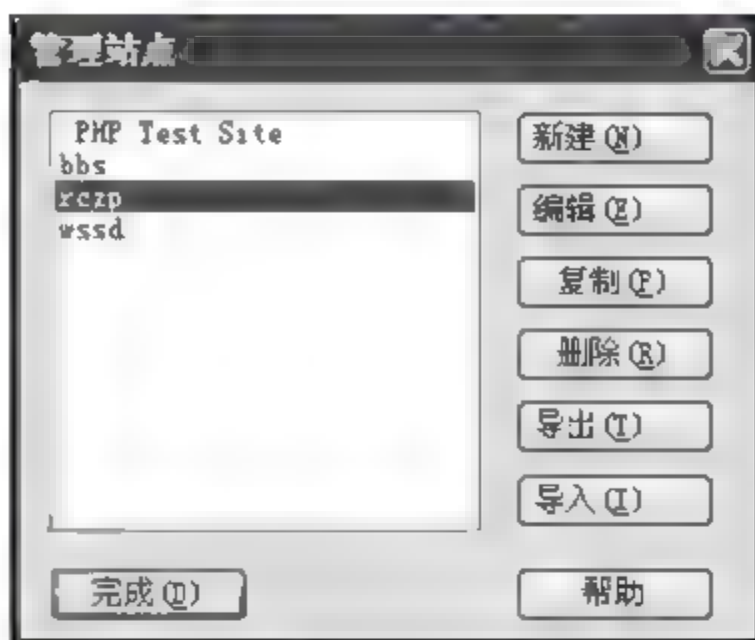 管理站点
PHP Test Site
bbs
rczp
wssd
新建(N)
编辑(E)
复制(P)
删除(R)
导出(T)
导入(I)
完成(D)
帮助